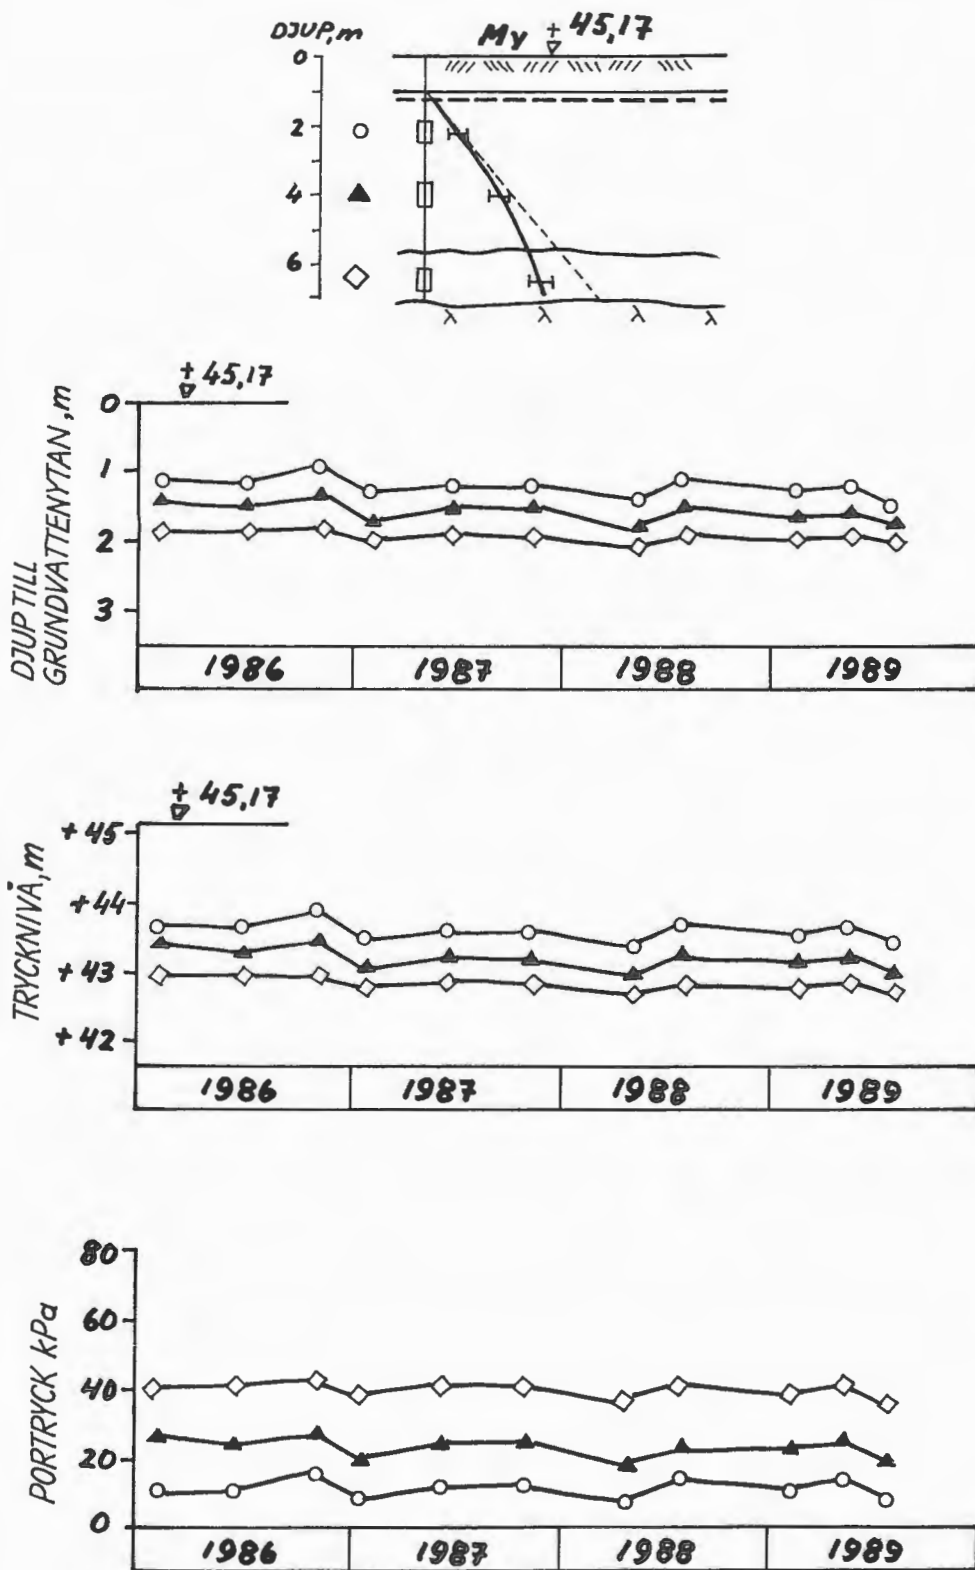 DJUP, m
My + 45,17
0
2
4
6
+ 45,17
DJUP TILL
GRUNDVATTENYTAN, m
0
1
2
3
1986 1987 1988 1989
+ 45,17
TRYCKNIVÅ, m
+ 45
+ 44
+ 43
+ 42
1986 1987 1988 1989
PORTRYCK kPa
80
60
40
20
0
1986 1987 1988 1989